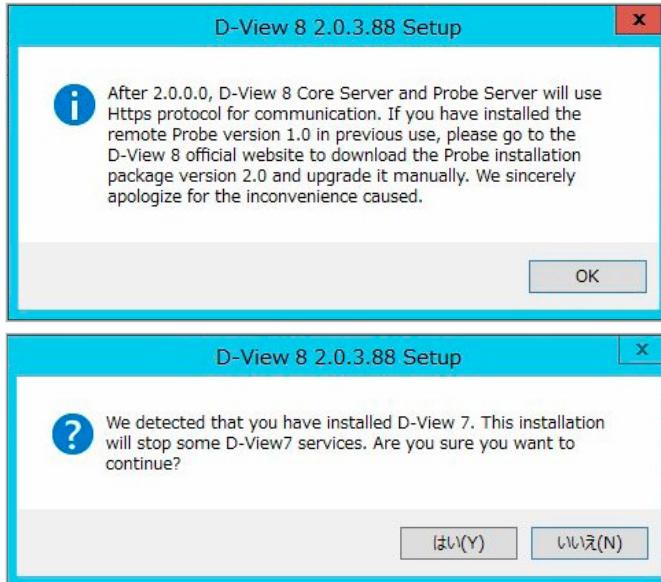 D-View 8 2.0.3.88 Setup
x
After 2.0.0.0, D-View 8 Core Server and Probe Server will use
Https protocol for communication. If you have installed the
remote Probe version 1.0 in previous use, please go to the
D-View 8 official website to download the Probe installation
package version 2.0 and upgrade it manually. We sincerely
apologize for the inconvenience caused.
OK
D-View 8 2.0.3.88 Setup
x
We detected that you have installed D-View 7. This installation
will stop some D-View7 services. Are you sure you want to
continue?
はい(Y)
いいえ(N)